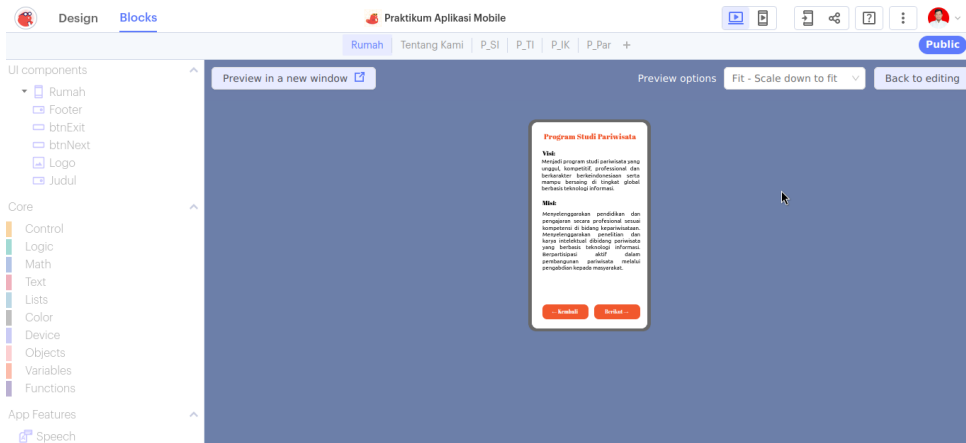 Design
Blocks
Praktikum Aplikasi Mobile
Rumah
Tentang Kami
P_SI
P_TI
P_IK
P_Par
+
Public
UI components
Rumah
Footer
btnExit
btnNext
Logo
Judul
Core
Control
Logic
Math
Text
Lists
Color
Device
Objects
Variables
Functions
App Features
Speech
Preview in a new window
Preview options
Fit - Scale down to fit
Back to editing
Program Studi Pariwisata
Visi:
Menjadi program studi pariwisata yang
unggul, kompetitif, professional dan
berkarakter berkeindonesiaan serta
mampu bersaing di tingkat global
berbasis teknologi informasi.
Misi:
Menyelenggarakan pendidikan dan
pengajaran secara profesional sesuai
kompetensi di bidang kepariwisataan.
Menyelenggarakan penelitian dan
karya intelektual dibidang pariwisata
yang berbasis teknologi informasi.
Berpartisipasi aktif dalam
pembangunan pariwisata melalui
pengabdian kepada masyarakat.
← Kembali
Berikut →